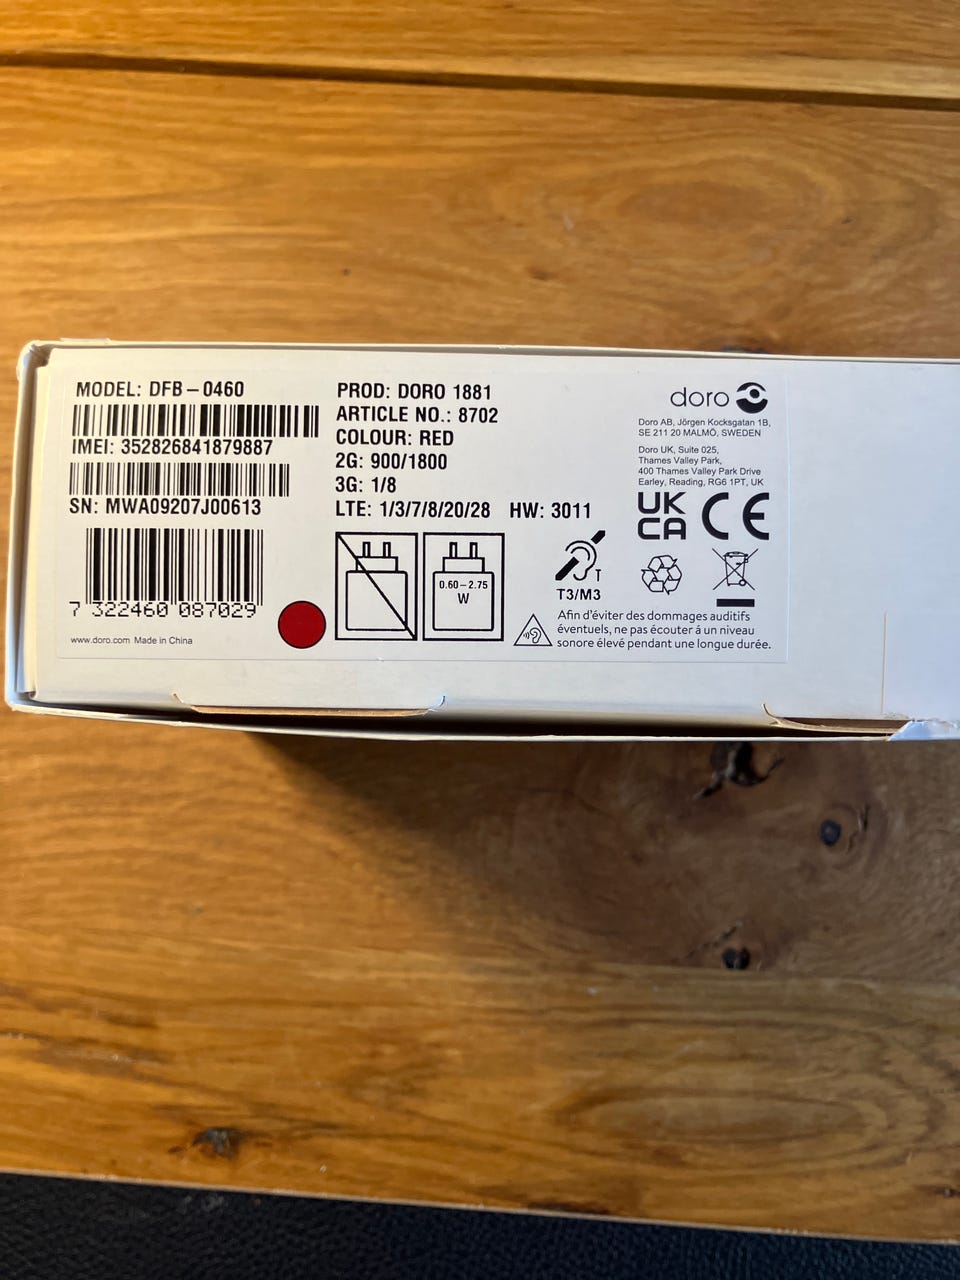 MODEL: DFB-0460
IMEI: 352826841879887
SN: MWA09207J00613
7 322460 087029
www.doro.com Made in China
PROD: DORO 1881
ARTICLE NO.: 8702
COLOUR: RED
2G: 900/1800
3G: 1/8
LTE: 1/3/7/8/20/28 HW: 3011
0.60-2.75
W
T
T3/M3
doro
Doro AB, Jörgen Kocksgatan 1B,
SE 211 20 MALMÖ, SWEDEN
Doro UK, Suite 025,
Thames Valley Park,
400 Thames Valley Park Drive
Earley, Reading, RG6 1PT, UK
UK
CA CE
Afin d'éviter des dommages auditifs
éventuels, ne pas écouter à un niveau
sonore élevé pendant une longue durée.